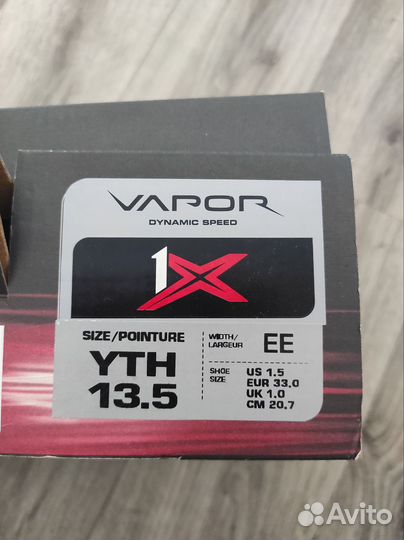 VAPOR
DYNAMIC SPEED
1X
SIZE/POINTURE
YTH
13.5
WIDTH/
LARGEUR
EE
SHOE
SIZE
US 1.5
EUR 33.0
UK 1.0
CM 20.7
Avito